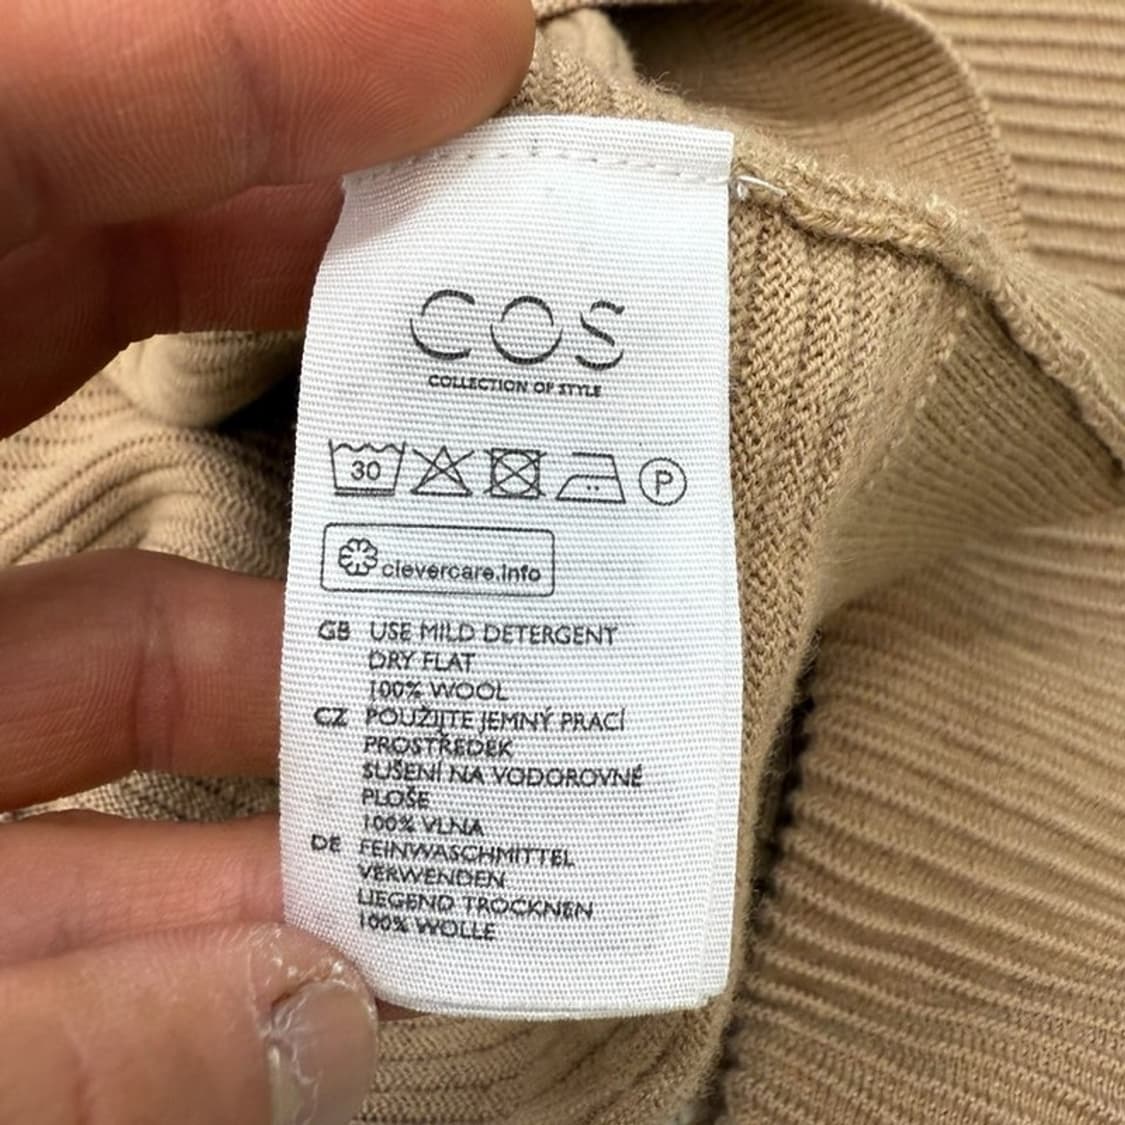 COS
COLLECTION OF STYLE
30
P
clevercare.info
GB USE MILD DETERGENT
DRY FLAT
100% WOOL
CZ POUŽIJTE JEMNÝ PRACÍ
PROSTŘEDEK
SUŠENÍ NA VODOROVNÉ
PLOŠE
100% VLNA
DE FEINWASCHMITTEL
VERWENDEN
LIEGEND TROCKNEN
100% WOLLE